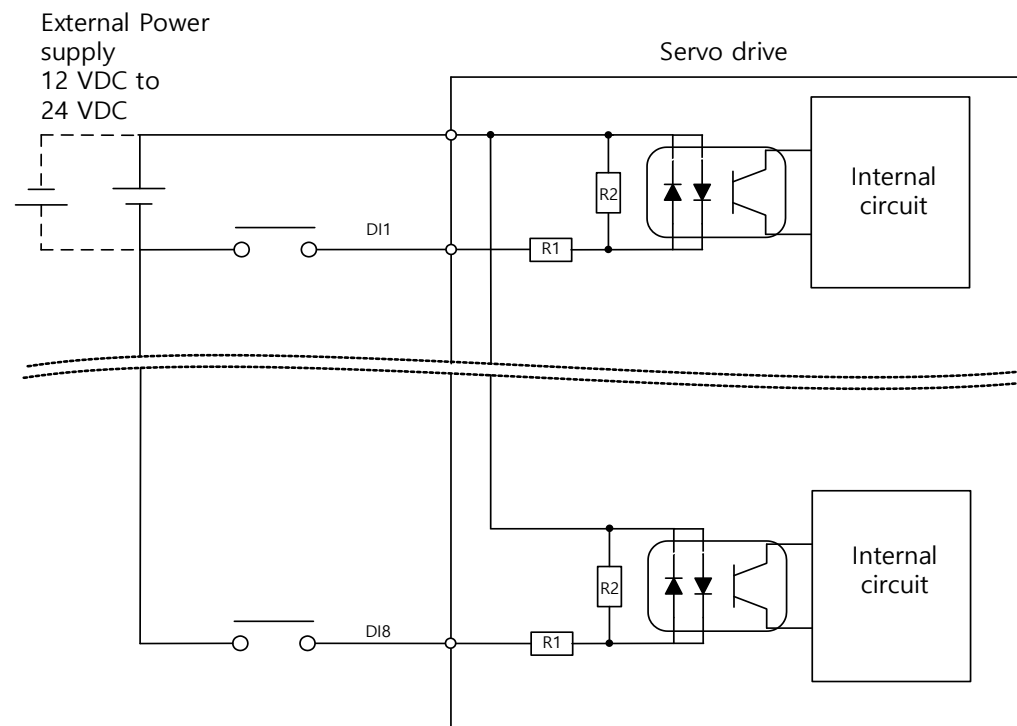 External Power
supply
12 VDC to
24 VDC
Servo drive
R2
Internal
circuit
DI1
R1
R2
Internal
circuit
DI8
R1